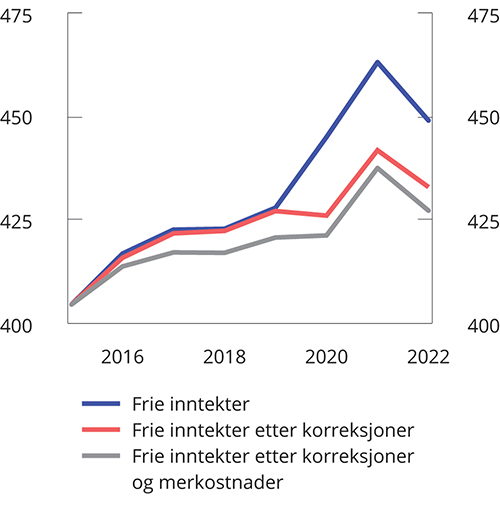 475 475
450 450
425 425
400 400
2016 2018 2020 2022
Frie inntekter
Frie inntekter etter korreksjoner
Frie inntekter etter korreksjoner
og merkostnader